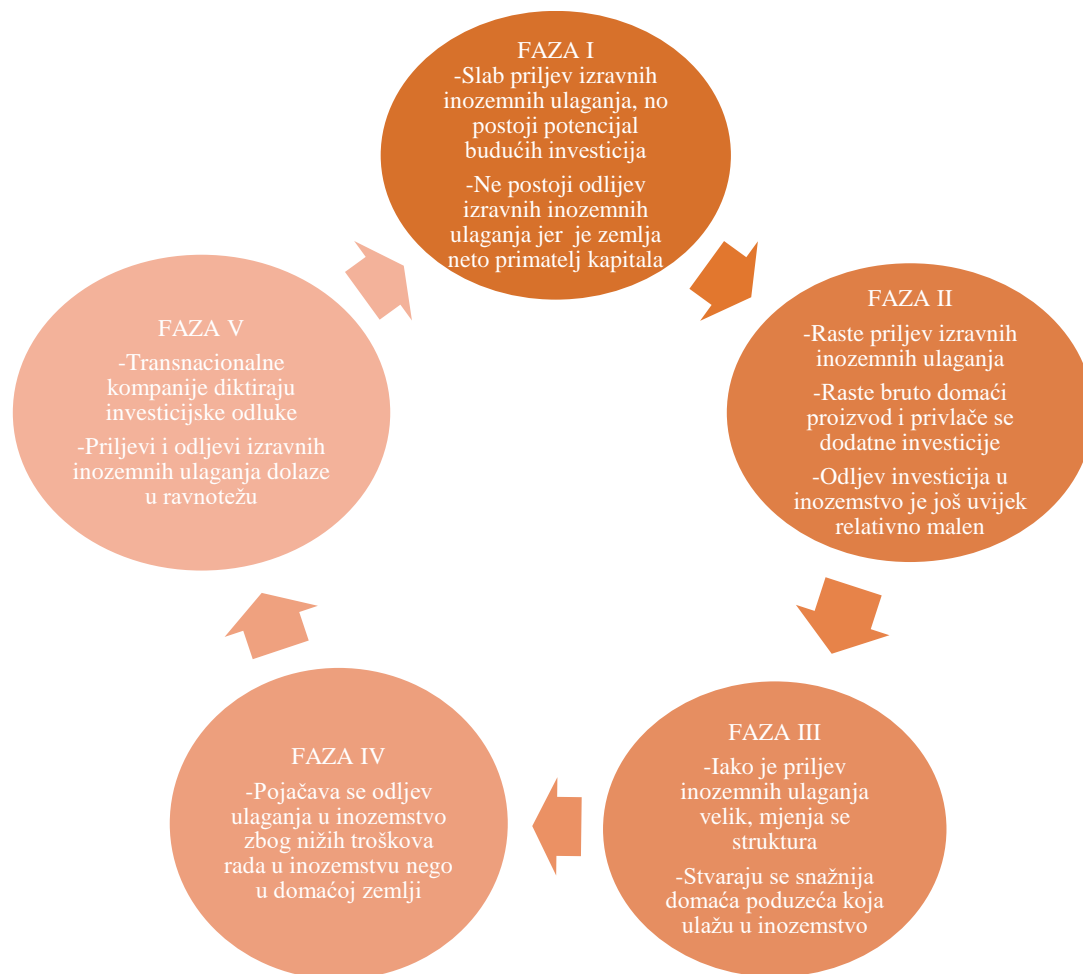 FAZA I
-Slab priljev izravnih
inozemnih ulaganja, no
postoji potencijal
budućih investicija
-Ne postoji odlijev
izravnih inozemnih
ulaganja jer je zemlja
neto primatelj kapitala
FAZA II
-Raste priljev izravnih
inozemnih ulaganja
-Raste bruto domaći
proizvod i privlače se
dodatne investicije
-Odljev investicija u
inozemstvo je još uvijek
relativno malen
FAZA III
-Iako je priljev
inozemnih ulaganja
velik, mjenja se
struktura
-Stvaraju se snažnija
domaća poduzeća koja
ulažu u inozemstvo
FAZA IV
-Pojačava se odljev
ulaganja u inozemstvo
zbog nižih troškova
rada u inozemstvu nego
u domaćoj zemlji
FAZA V
-Transnacionalne
kompanije diktiraju
investicijske odluke
-Priljevi i odljevi izravnih
inozemnih ulaganja dolaze
u ravnotežu